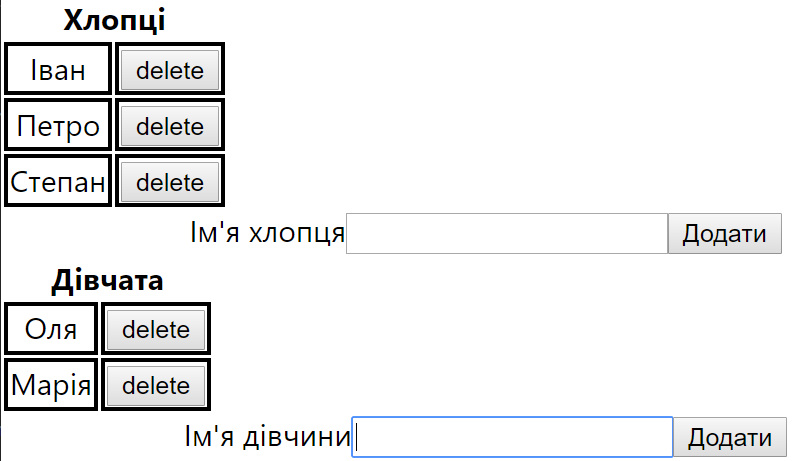 Хлопці
Іван delete
Петро delete
Степан delete
Ім'я хлопця Додати
Дівчата
Оля delete
Марія delete
Ім'я дівчини Додати